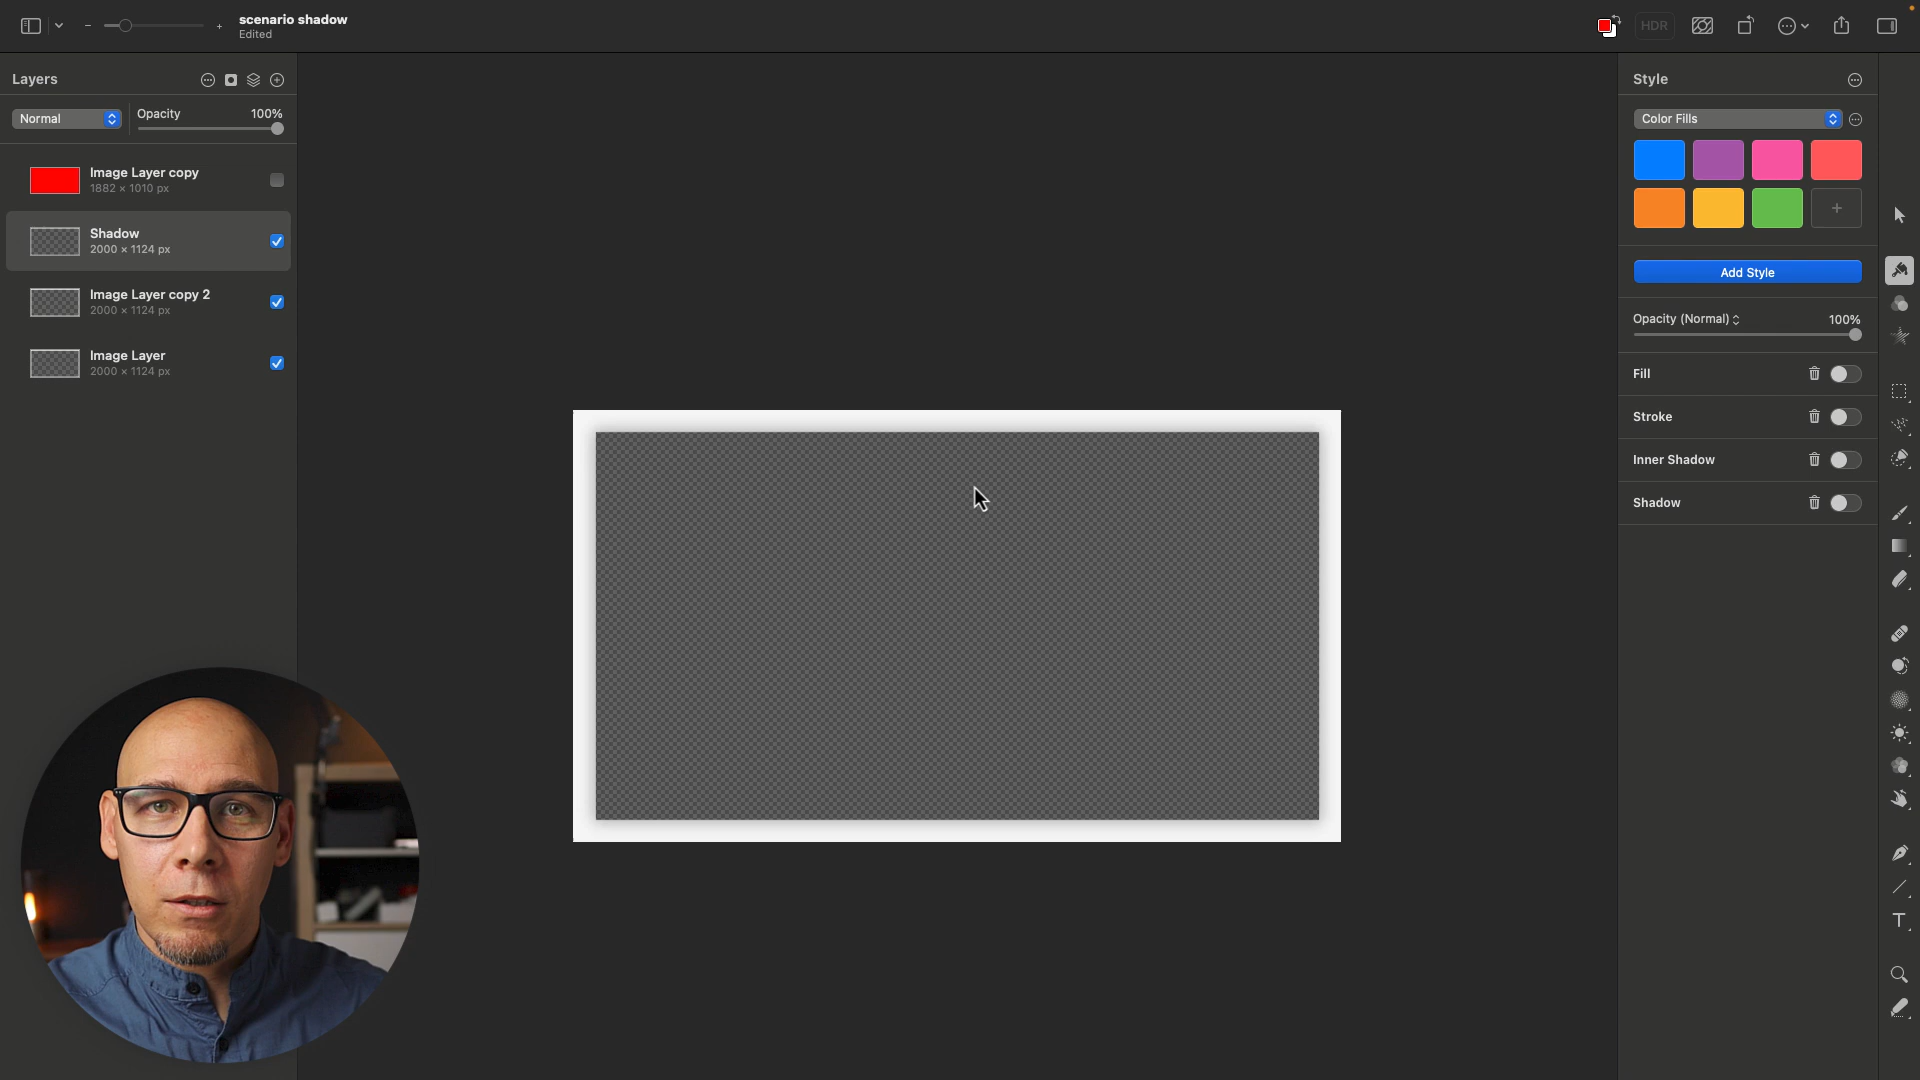 scenario shadow
Edited
HDR
Layers
Normal
Opacity 100%
Image Layer copy
1882 × 1010 px
Shadow
2000 × 1124 px
Image Layer copy 2
2000 × 1124 px
Image Layer
2000 × 1124 px
Style
Color Fills
Add Style
Opacity (Normal) 100%
Fill
Stroke
Inner Shadow
Shadow